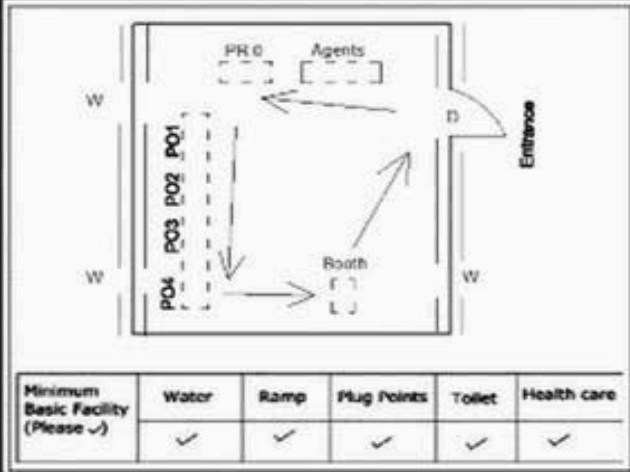 PR O Agents
W
D
Entrance
PO1
PO2
PO3
PO4
Booth
W
W
Minimum Basic Facility (Please ✓) Water Ramp Plug Points Toilet Health care
✓ ✓ ✓ ✓ ✓